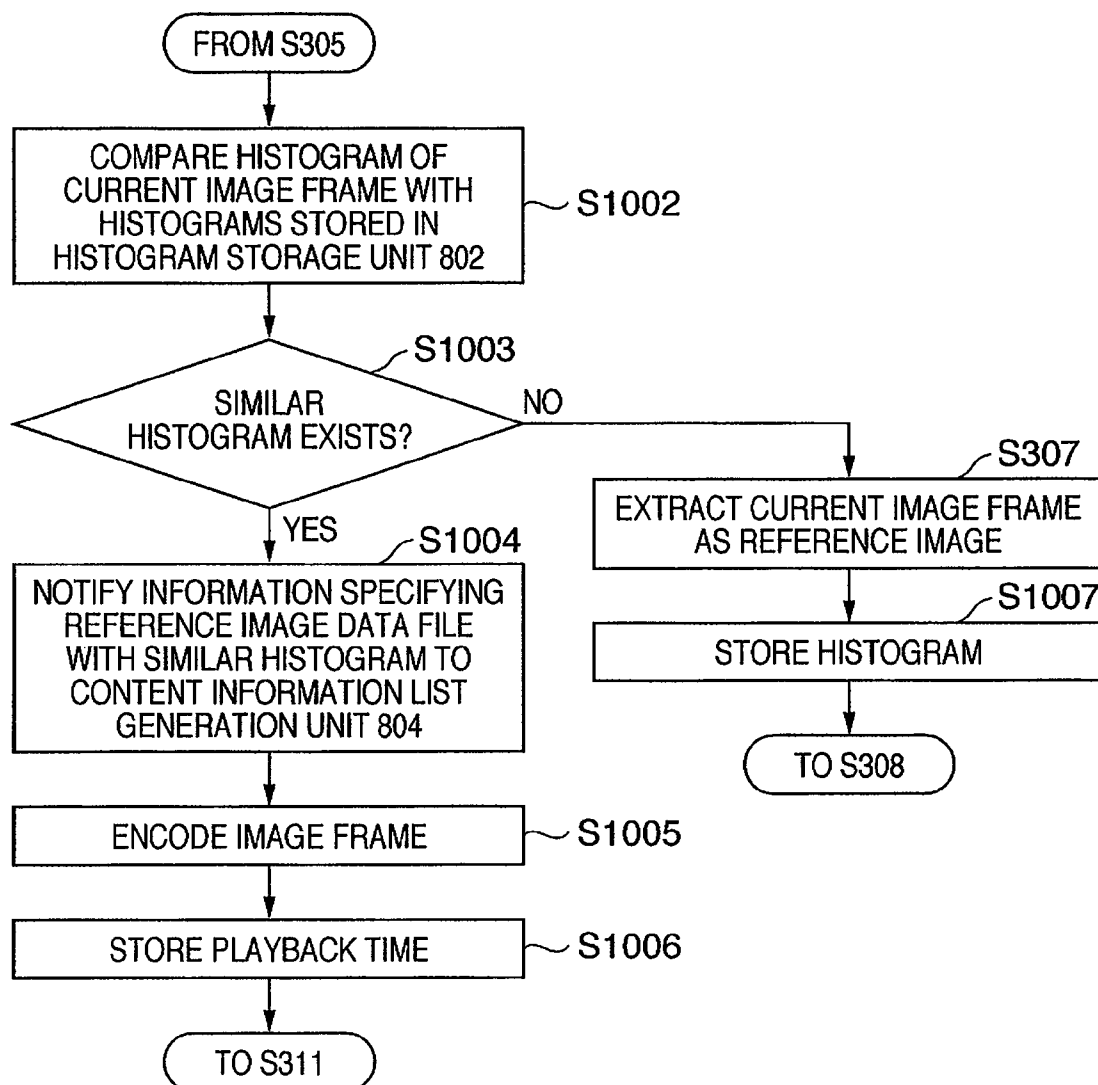 FROM S305
COMPARE HISTOGRAM OF
CURRENT IMAGE FRAME WITH
HISTOGRAMS STORED IN
HISTOGRAM STORAGE UNIT 802
S1002
S1003
SIMILAR
HISTOGRAM EXISTS?
NO
YES
S1004
NOTIFY INFORMATION SPECIFYING
REFERENCE IMAGE DATA FILE
WITH SIMILAR HISTOGRAM TO
CONTENT INFORMATION LIST
GENERATION UNIT 804
ENCODE IMAGE FRAME
S1005
STORE PLAYBACK TIME
S1006
TO S311
S307
EXTRACT CURRENT IMAGE FRAME
AS REFERENCE IMAGE
S1007
STORE HISTOGRAM
TO S308